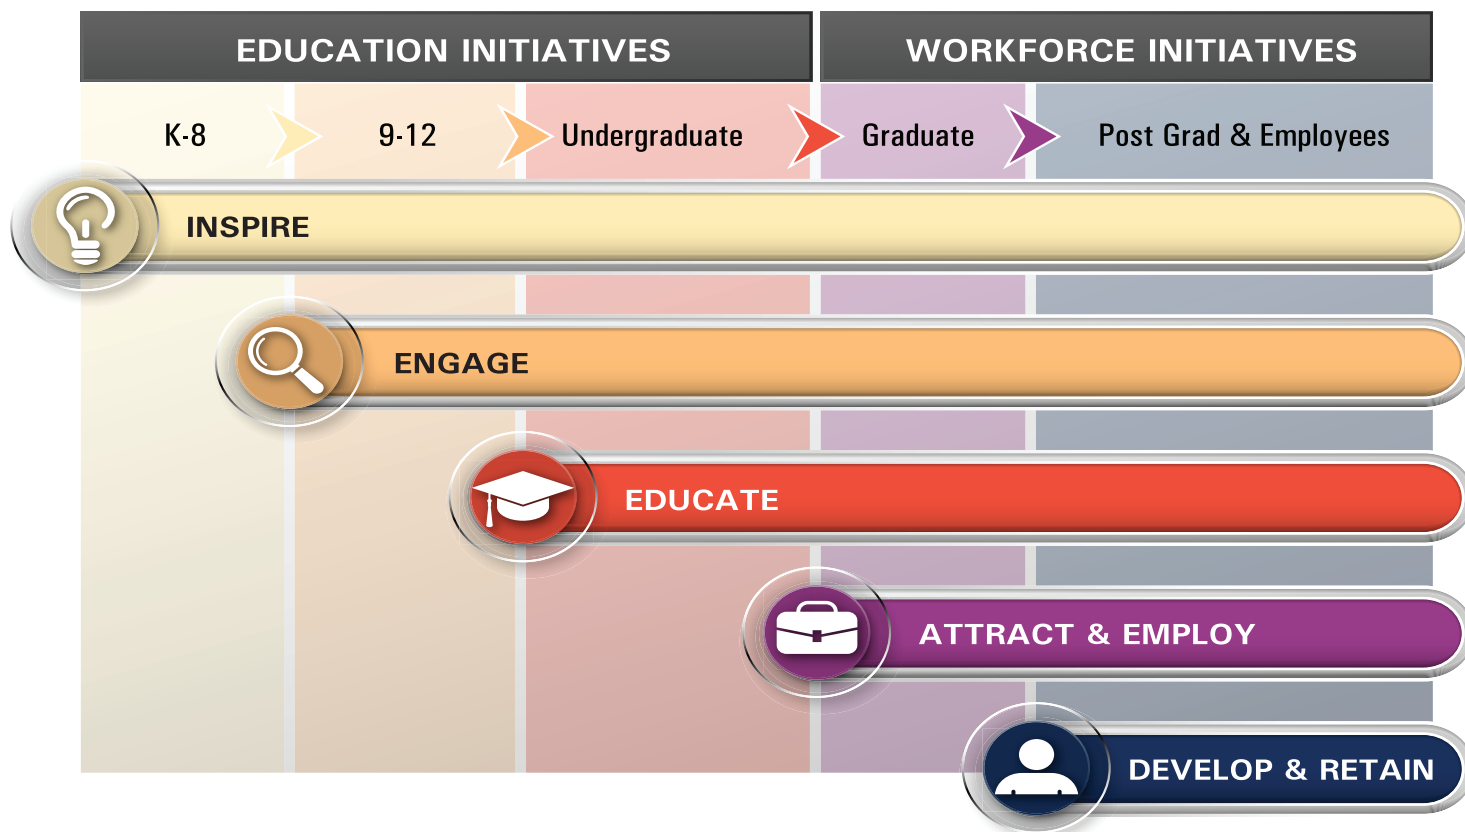 EDUCATION INITIATIVES
WORKFORCE INITIATIVES
K-8
9-12
Undergraduate
Graduate
Post Grad & Employees
INSPIRE
ENGAGE
EDUCATE
ATTRACT & EMPLOY
DEVELOP & RETAIN